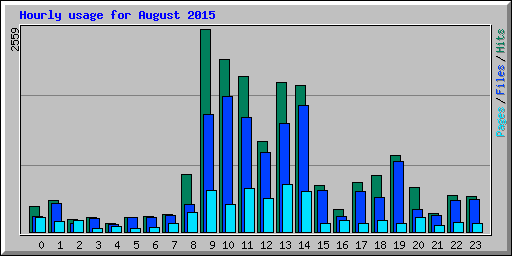 Hourly usage for August 2015
2559
Pages/Files/Hits
0 1 2 3 4 5 6 7 8 9 10 11 12 13 14 15 16 17 18 19 20 21 22 23